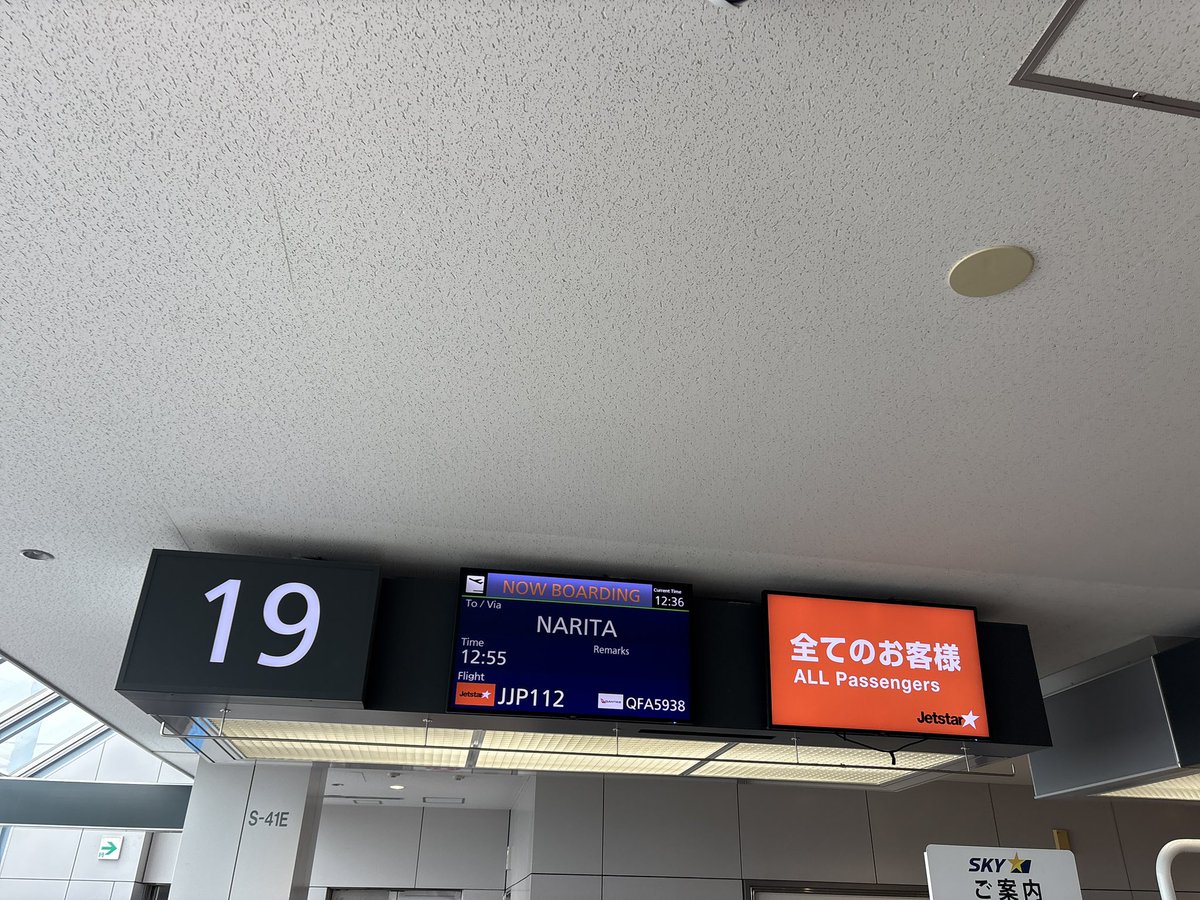 19
NOW BOARDING
Current Time
12:36
To / Via
NARITA
Time
Remarks
12:55
Flight
Jetstar JJP112
QFA5938
全てのお客様
ALL Passengers
Jetstar
S-41E
SKY
ご案内